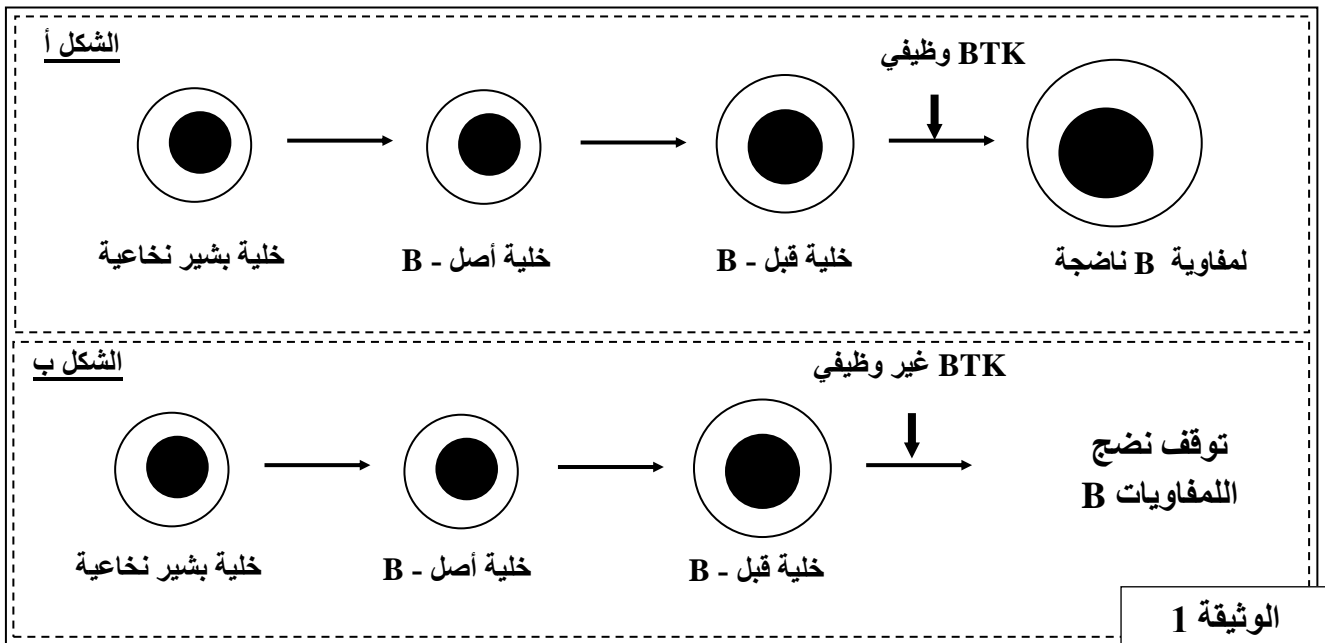 الشكل أ
BTK وظيفي
خلية بشير نخاعية
خلية أصل - B
خلية قبل - B
لمفاوية B ناضجة
الشكل ب
BTK غير وظيفي
توقف نضج
اللمفاويات B
خلية بشير نخاعية
خلية أصل - B
خلية قبل - B
الوثيقة 1